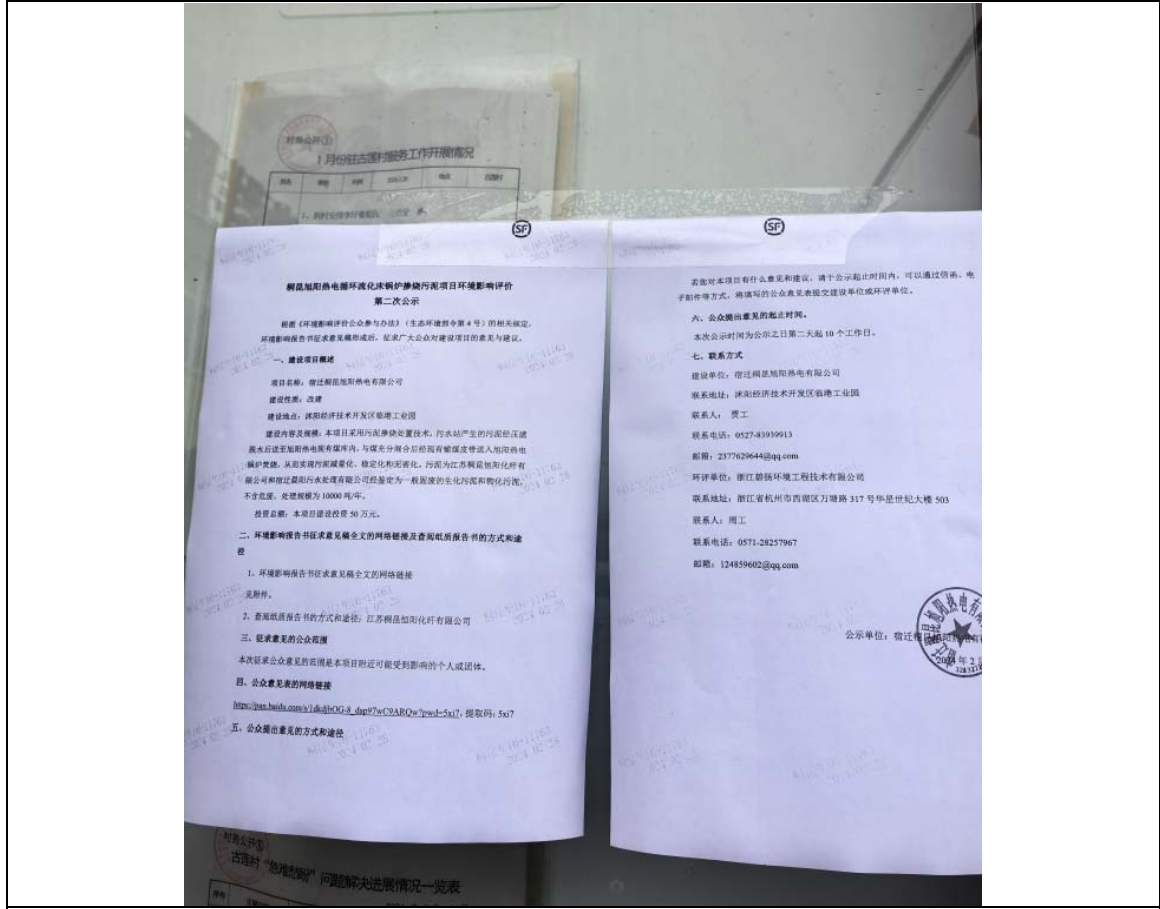 村务公开①
1月份驻古莲村服务工作开展情况
SF
桐昆旭阳热电循环流化床锅炉掺烧污泥项目环境影响评价
第二次公示
根据《环境影响评价公众参与办法》（生态环境部令第4号）的相关规定，
环境影响报告书征求意见稿形成后，征求广大公众对建设项目的意见与建议。
一、建设项目概述
项目名称：宿迁桐昆旭阳热电有限公司
建设性质：改建
建设地点：沭阳经济技术开发区临港工业园
建设内容及规模：本项目采用污泥掺烧处置技术，污水站产生的污泥经压滤
脱水后送至旭阳热电现有煤库内，与煤充分混合后经现有输煤皮带送入旭阳热电
锅炉焚烧，从而实现污泥减量化、稳定化和无害化。污泥为江苏桐昆恒阳化纤有
限公司和宿迁晨阳污水处理有限公司经鉴定为一般固废的生化污泥和物化污泥，
不含危废，处理规模为10000吨/年。
投资总额：本项目建设投资50万元。
二、环境影响报告书征求意见稿全文的网络链接及查阅纸质报告书的方式和途
径
1、环境影响报告书征求意见稿全文的网络链接
见附件。
2、查阅纸质报告书的方式和途径：江苏桐昆恒阳化纤有限公司
三、征求意见的公众范围
本次征求公众意见的范围是本项目附近可能受到影响的个人或团体。
四、公众意见表的网络链接
https://pan.baidu.com/s/1dkdjbOG-8_dap97wC9ARQw?pwd=5xi7，提取码：5xi7
五、公众提出意见的方式和途径
SF
若您对本项目有什么意见和建议，请于公示起止时间内，可以通过信函、电
子邮件等方式，将填写的公众意见表提交建设单位或环评单位。
六、公众提出意见的起止时间。
本次公示时间为公示之日第二天起10个工作日。
七、联系方式
建设单位：宿迁桐昆旭阳热电有限公司
联系地址：沭阳经济技术开发区临港工业园
联系人： 贾工
联系电话：0527-83939913
邮箱：2377629644@qq.com
环评单位：浙江碧扬环境工程技术有限公司
联系地址：浙江省杭州市西湖区万塘路317号华星世纪大楼503
联系人：周工
联系电话：0571-28257967
邮箱：124859602@qq.com
公示单位：宿迁桐昆旭阳热电有
2024年2
村务公开①
古莲村"急难愁盼"问题解决进展情况一览表
序号